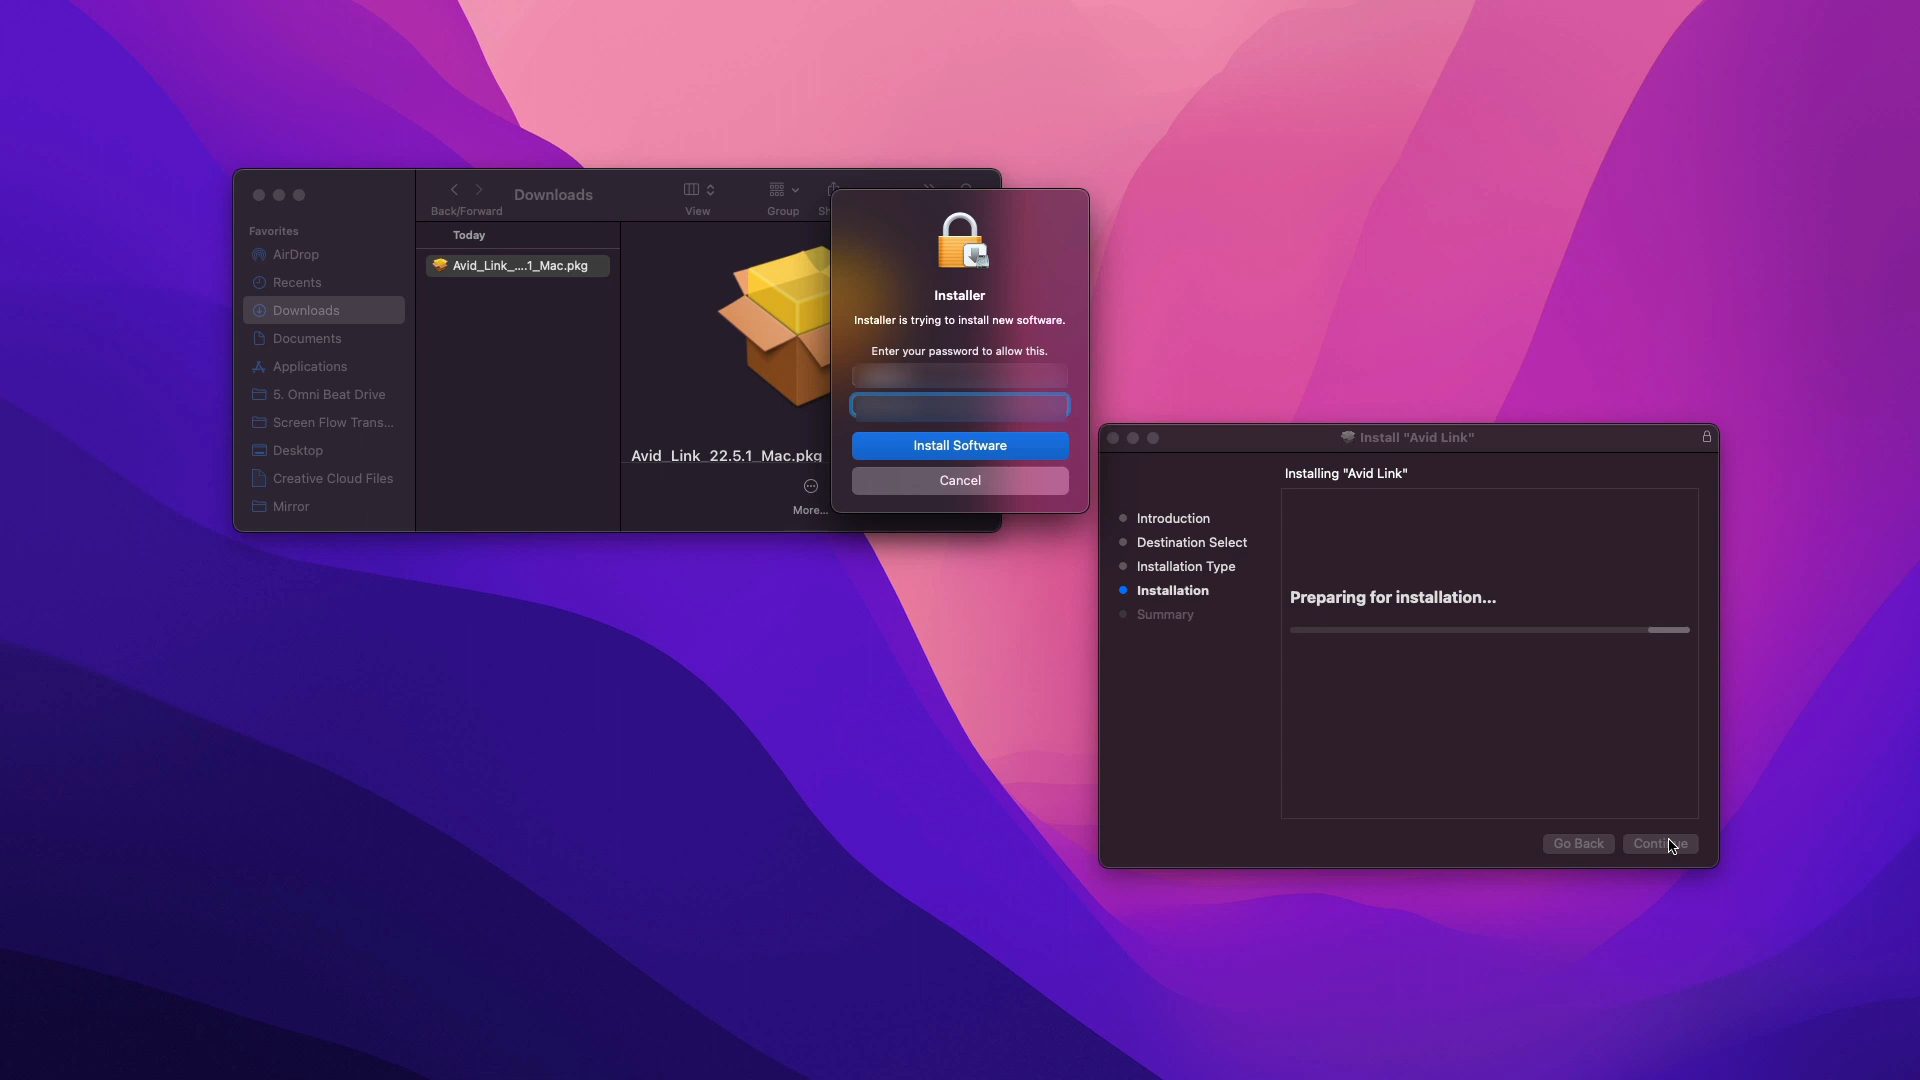 Back/Forward
Downloads
View
Group
Favorites
AirDrop
Recents
Downloads
Documents
Applications
5. Omni Beat Drive
Screen Flow Trans...
Desktop
Creative Cloud Files
Mirror
Today
Avid_Link_....1_Mac.pkg
Avid_Link_22.5.1_Mac.pkg
More...
Installer
Installer is trying to install new software.
Enter your password to allow this.
Install Software
Cancel
Install "Avid Link"
Installing "Avid Link"
Introduction
Destination Select
Installation Type
Installation
Summary
Preparing for installation...
Go Back
Continue